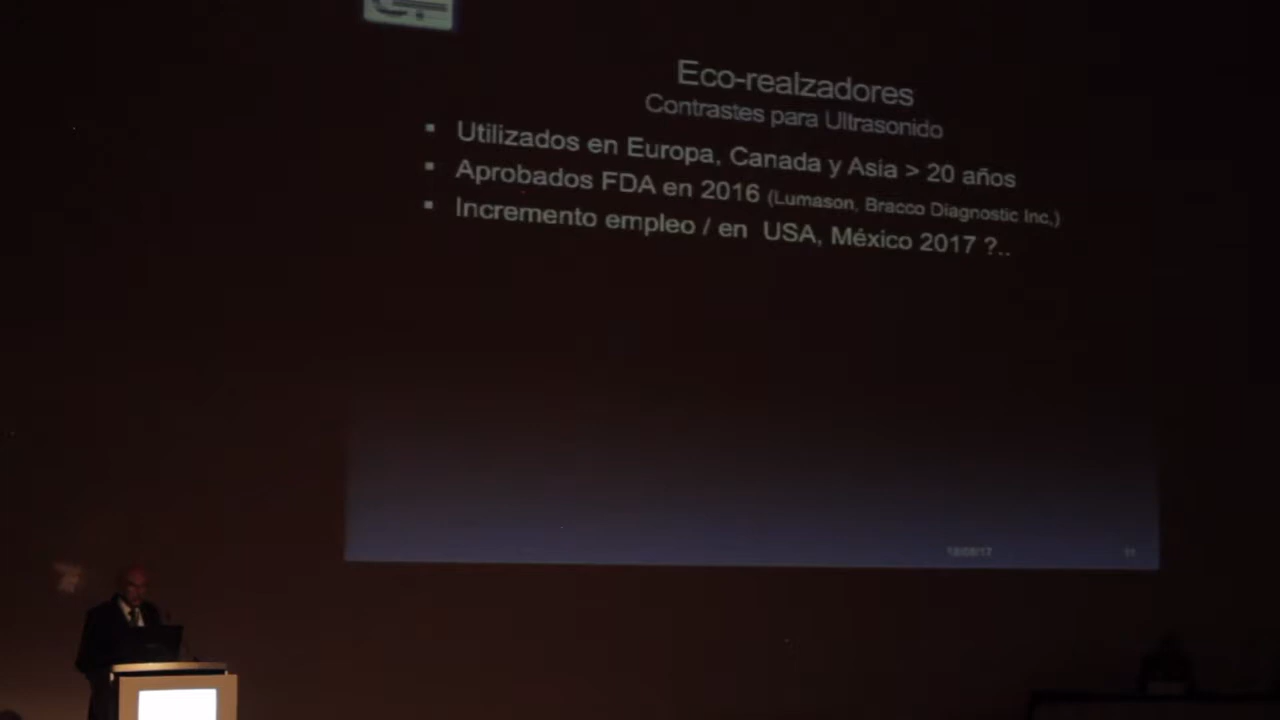 Eco-realzadores
Contrastes para Ultrasonido
▪ Utilizados en Europa, Canada y Asia > 20 años
▪ Aprobados FDA en 2016 (Lumason, Bracco Diagnostic Inc,)
▪ Incremento empleo / en USA, México 2017 ?..